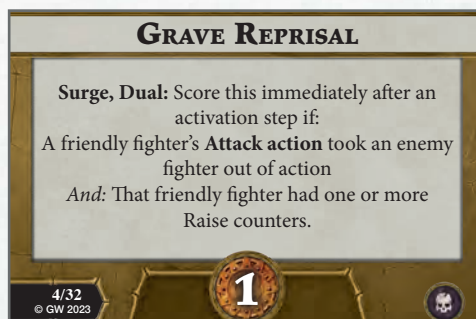 Grave Reprisal
Surge, Dual: Score this immediately after an
activation step if:
A friendly fighter's Attack action took an enemy
fighter out of action
And: That friendly fighter had one or more
Raise counters.
1
4/32
© GW 2023